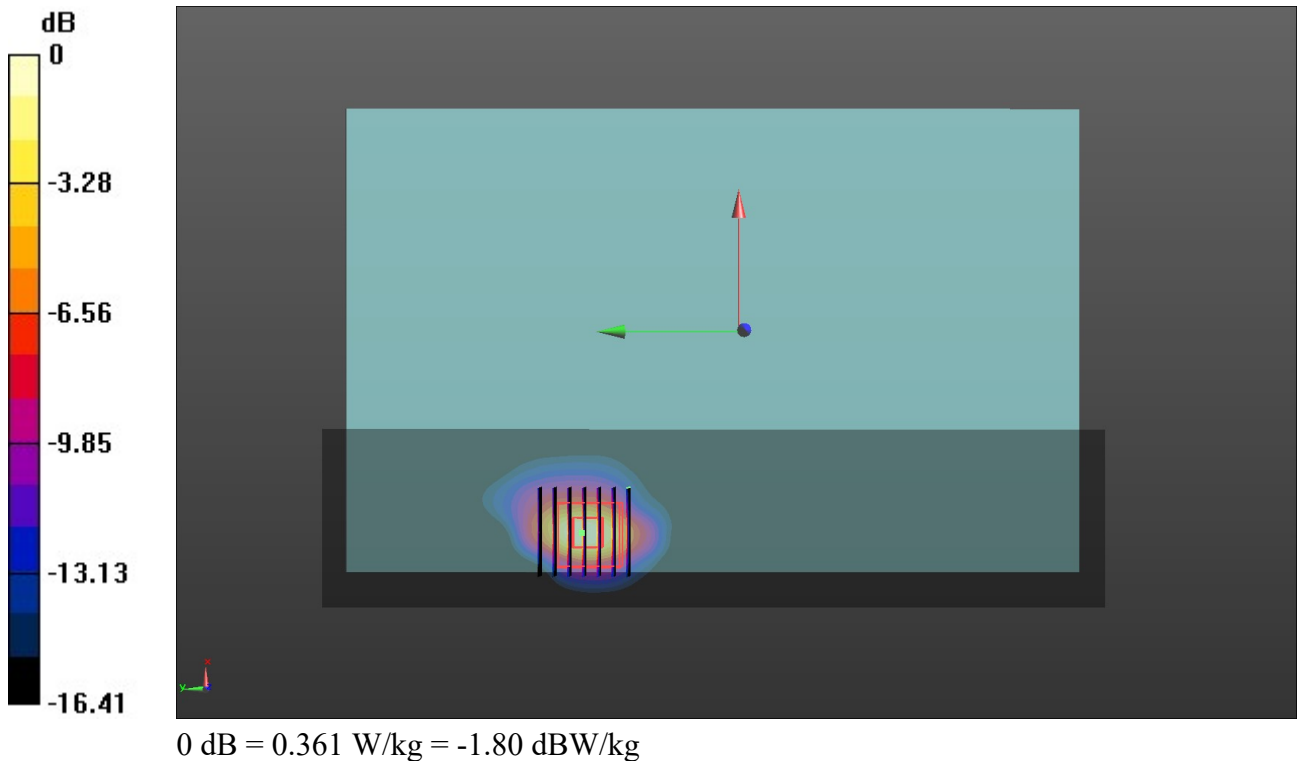 dB
0
-3.28
-6.56
-9.85
-13.13
-16.41
x
y
0 dB = 0.361 W/kg = -1.80 dBW/kg